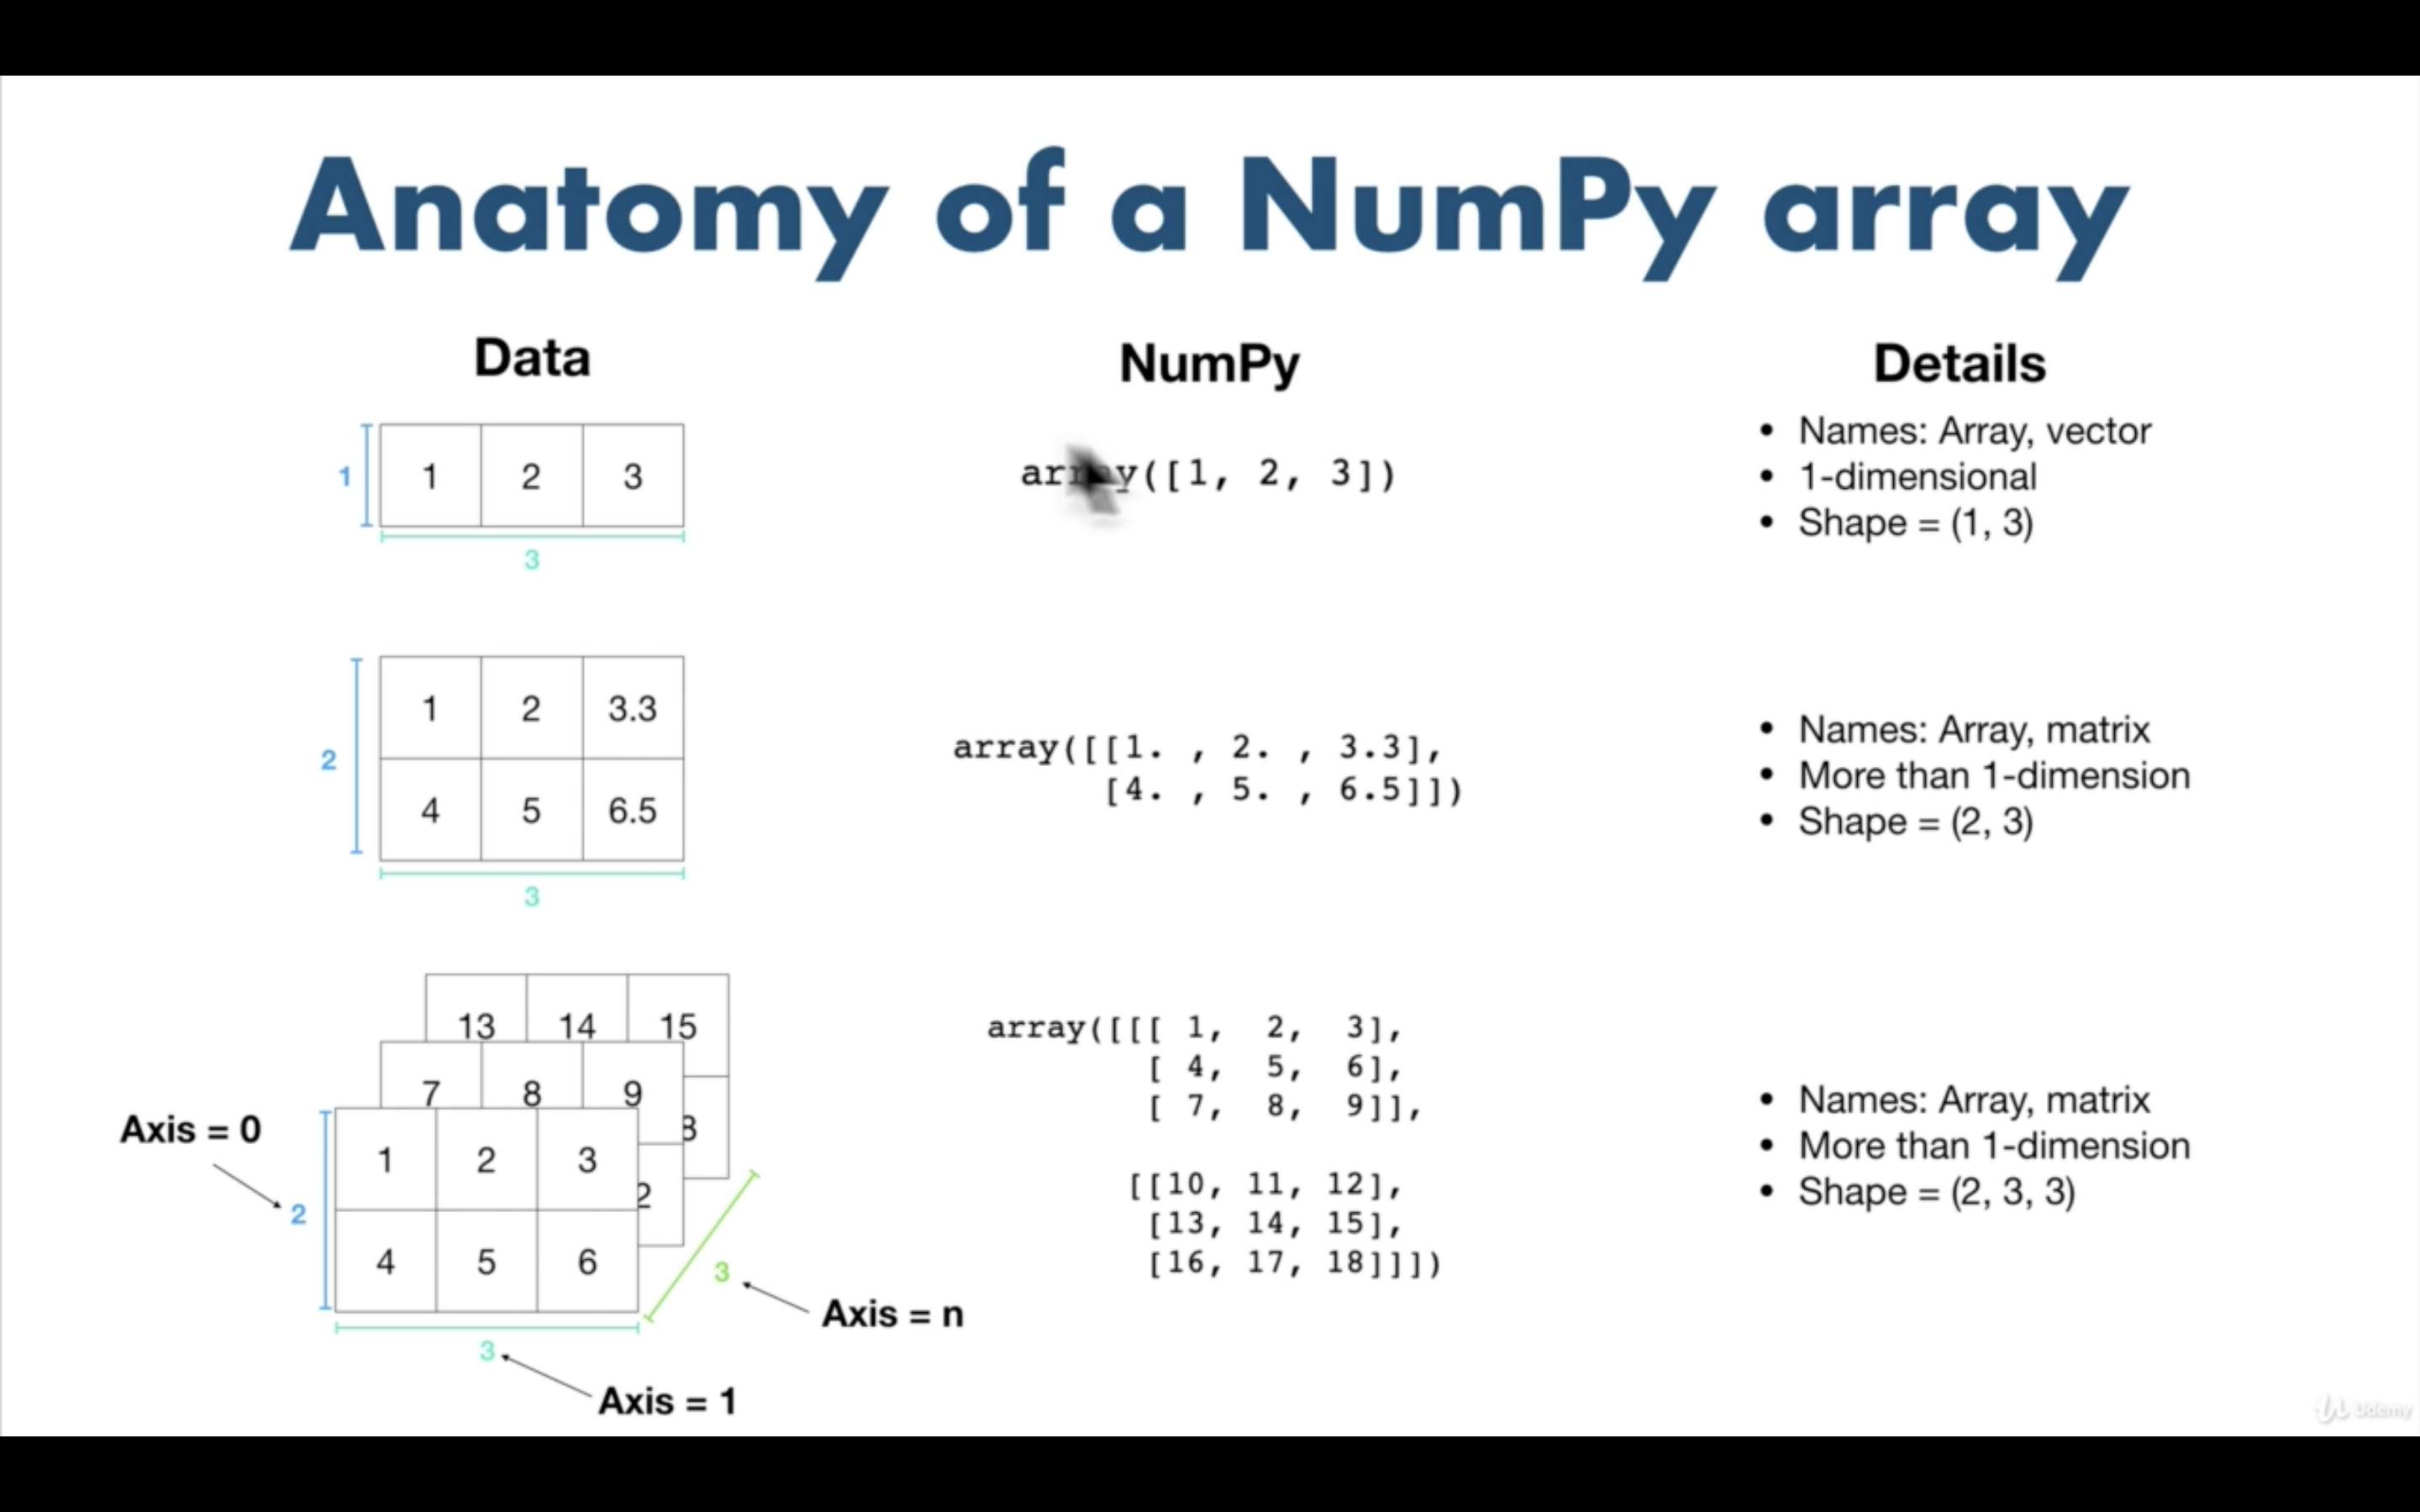 Anatomy of a NumPy array
Data
NumPy
Details
1
1 2 3
3
array([1, 2, 3])
• Names: Array, vector
• 1-dimensional
• Shape = (1, 3)
2
1 2 3.3
4 5 6.5
3
array([[1. , 2. , 3.3],
[4. , 5. , 6.5]])
• Names: Array, matrix
• More than 1-dimension
• Shape = (2, 3)
13 14 15
7 8 9
8
Axis = 0
1 2 3
2
2
4 5 6
3
Axis = n
3
Axis = 1
array([[[ 1, 2, 3],
[ 4, 5, 6],
[ 7, 8, 9]],
[[10, 11, 12],
[13, 14, 15],
[16, 17, 18]]])
• Names: Array, matrix
• More than 1-dimension
• Shape = (2, 3, 3)
Udemy